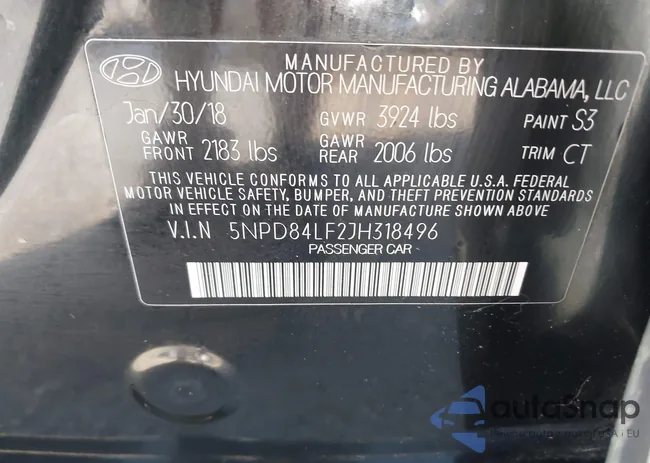 MANUFACTURED BY
HYUNDAI MOTOR MANUFACTURING ALABAMA, LLC
Jan/30/18 GVWR 3924 lbs PAINT S3
GAWR FRONT 2183 lbs GAWR REAR 2006 lbs TRIM CT
THIS VEHICLE CONFORMS TO ALL APPLICABLE U.S.A. FEDERAL
MOTOR VEHICLE SAFETY, BUMPER, AND THEFT PREVENTION STANDARDS
IN EFFECT ON THE DATE OF MANUFACTURE SHOWN ABOVE
V.I.N 5NPD84LF2JH318496
PASSENGER CAR
autoSnap
USA i EU